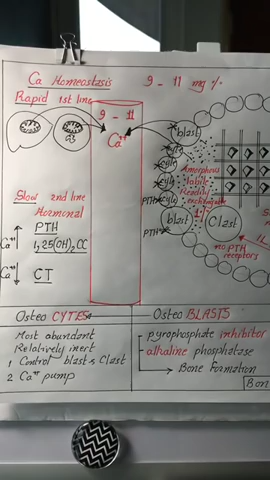 Ca Homeostasis 9 - 11 mg %
Rapid 1st line
9 - 11
Ca++
blast
cyte
cyte
cyte
PTH
blast
PTH
Amorphous
labile
Readily
exchangeable
Clast
no PTH
receptors
Slow 2nd line
Hormonal
Ca++ PTH
1,25(OH)2CC
Ca++ CT
Osteo CYTES
Most abundant
Relatively inert
1 Control blast & Clast
2 Ca++ pump
Osteo BLASTS
pyrophosphate inhibitor
alkaline phosphatase
Bone formation
Bon